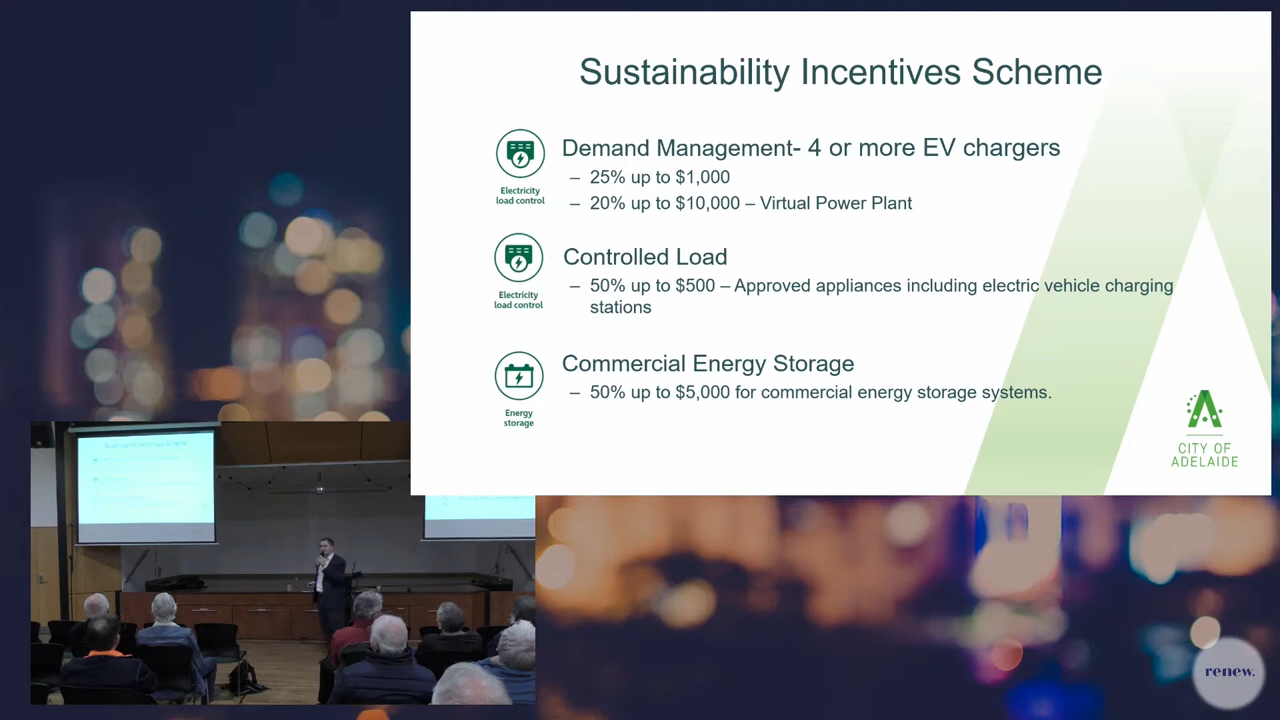 Sustainability Incentives Scheme
Electricity
load control
Demand Management- 4 or more EV chargers
– 25% up to $1,000
– 20% up to $10,000 – Virtual Power Plant
Electricity
load control
Controlled Load
– 50% up to $500 – Approved appliances including electric vehicle charging
stations
Energy
storage
Commercial Energy Storage
– 50% up to $5,000 for commercial energy storage systems.
CITY OF
ADELAIDE
Sustainability Incentives Scheme
renew.